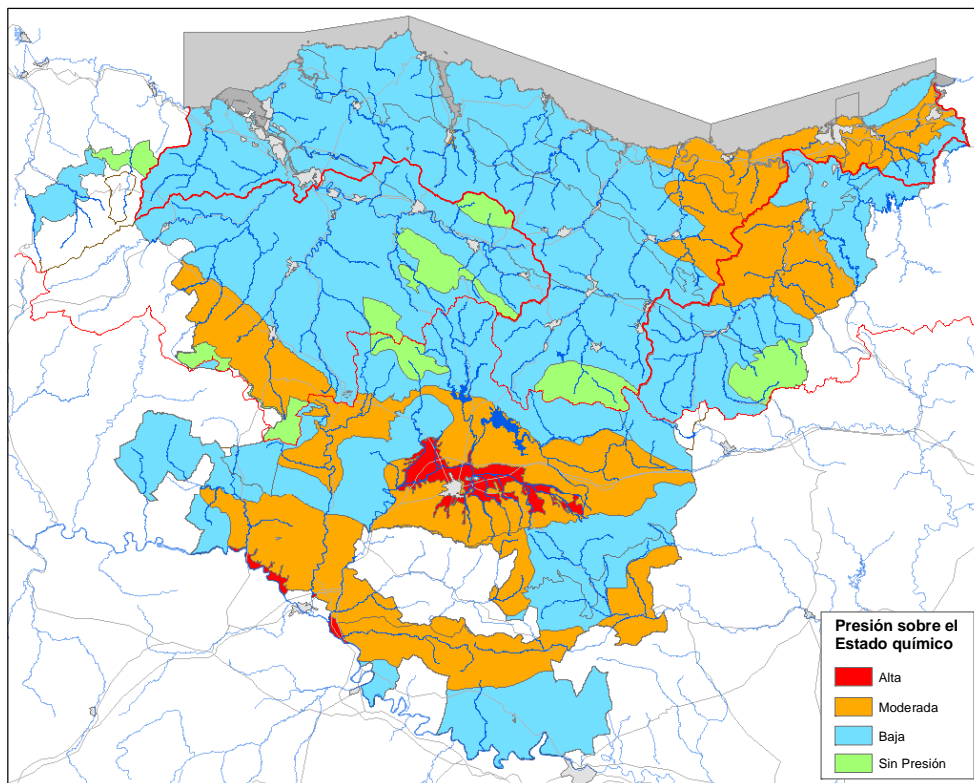 Presión sobre el
Estado químico
Alta
Moderada
Baja
Sin Presión